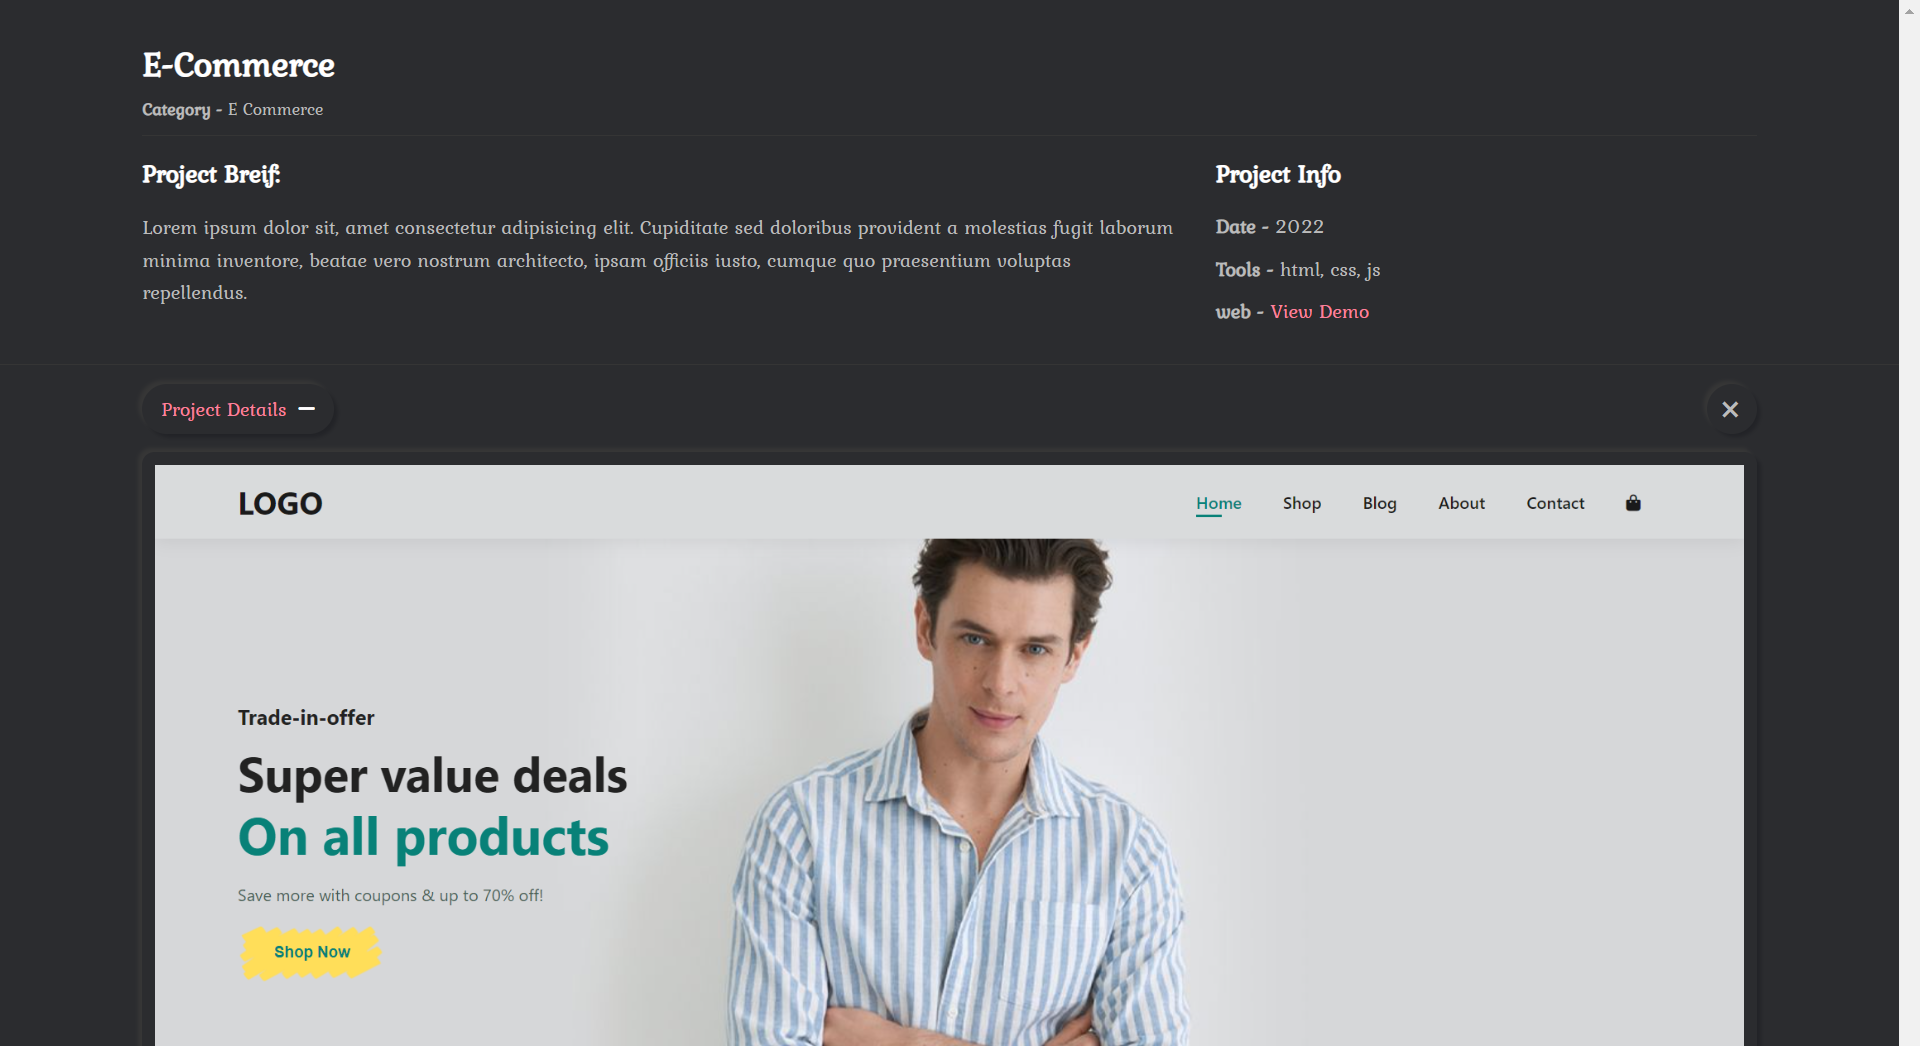 E-Commerce
Category - E Commerce
Project Breif:
Lorem ipsum dolor sit, amet consectetur adipisicing elit. Cupiditate sed doloribus provident a molestias fugit laborum
minima inventore, beatae vero nostrum architecto, ipsam officiis iusto, cumque quo praesentium voluptas
repellendus.
Project Info
Date - 2022
Tools - html, css, js
web - View Demo
Project Details
LOGO
Home Shop Blog About Contact
Trade-in-offer
Super value deals
On all products
Save more with coupons & up to 70% off!
Shop Now